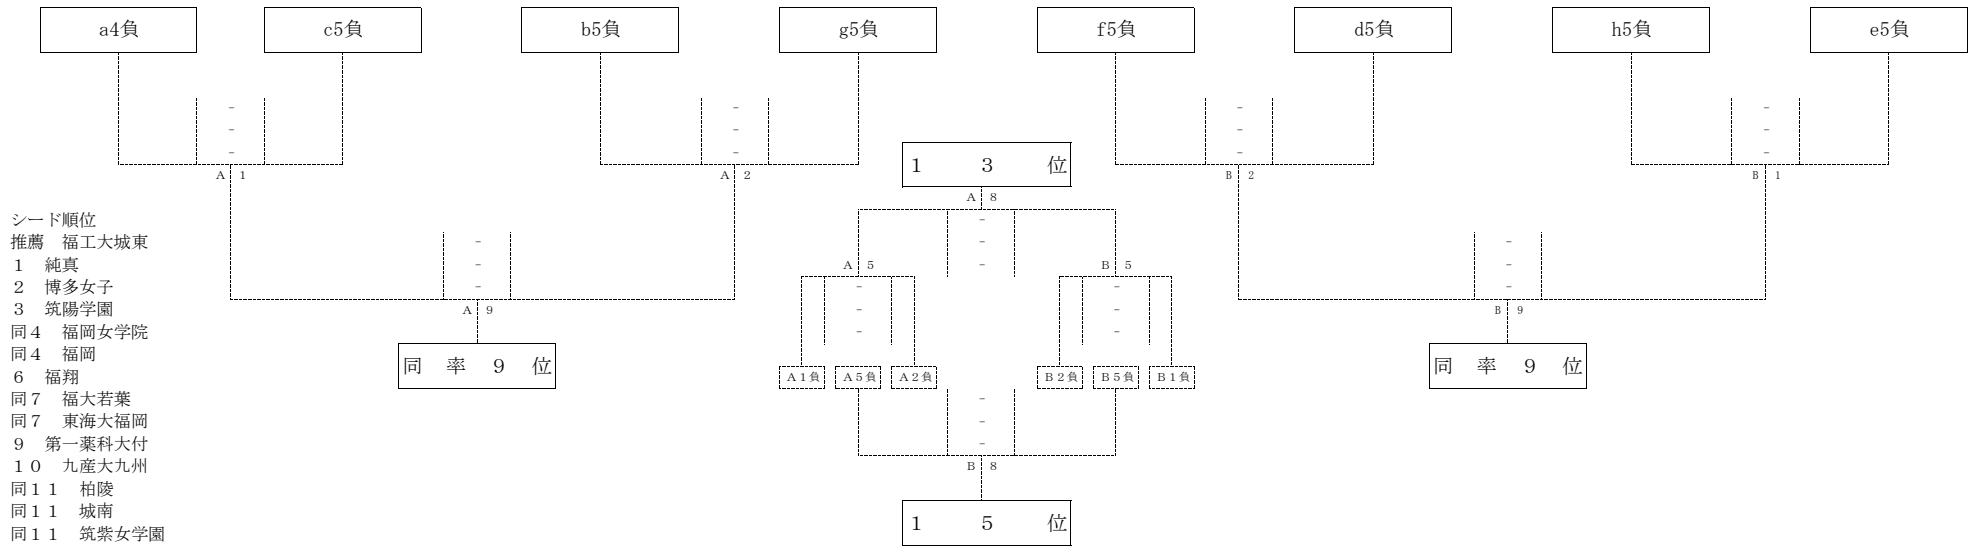 a4負 c5負 b5負 g5負 f5負 d5負 h5負 e5負
- - - -
- - - -
- - - -
１ ３ 位
Ａ １ Ａ ２ Ｂ ２ Ｂ １
Ａ ８
シード順位 -
推薦 福工大城東 - - -
１ 純真 - Ａ ５ - Ｂ ５ -
２ 博多女子 - - - -
３ 筑陽学園 Ａ ９ - - Ｂ ９
同４ 福岡女学院 - -
同４ 福岡
同 率 ９ 位 同 率 ９ 位
６ 福翔 Ａ１負 Ａ５負 Ａ２負 Ｂ２負 Ｂ５負 Ｂ１負
同７ 福大若葉 -
同７ 東海大福岡 -
９ 第一薬科大付 -
１０ 九産大九州 Ｂ ８
同１１ 柏陵
同１１ 城南
１ ５ 位
同１１ 筑紫女学園